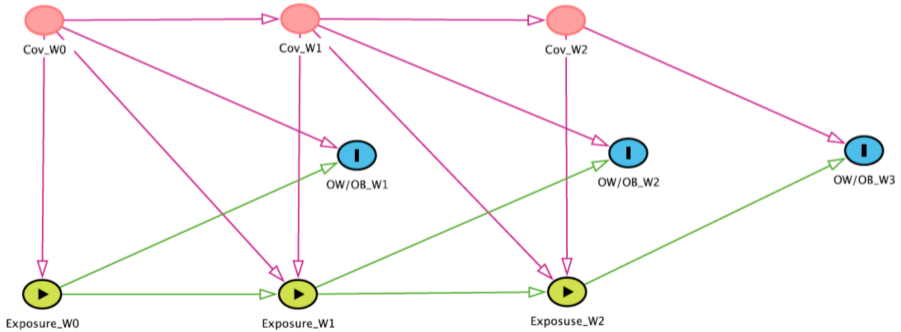 Cov_W0
Cov_W1
Cov_W2
OW/OB_W1
OW/OB_W2
OW/OB_W3
Exposure_W0
Exposure_W1
Exposuse_W2